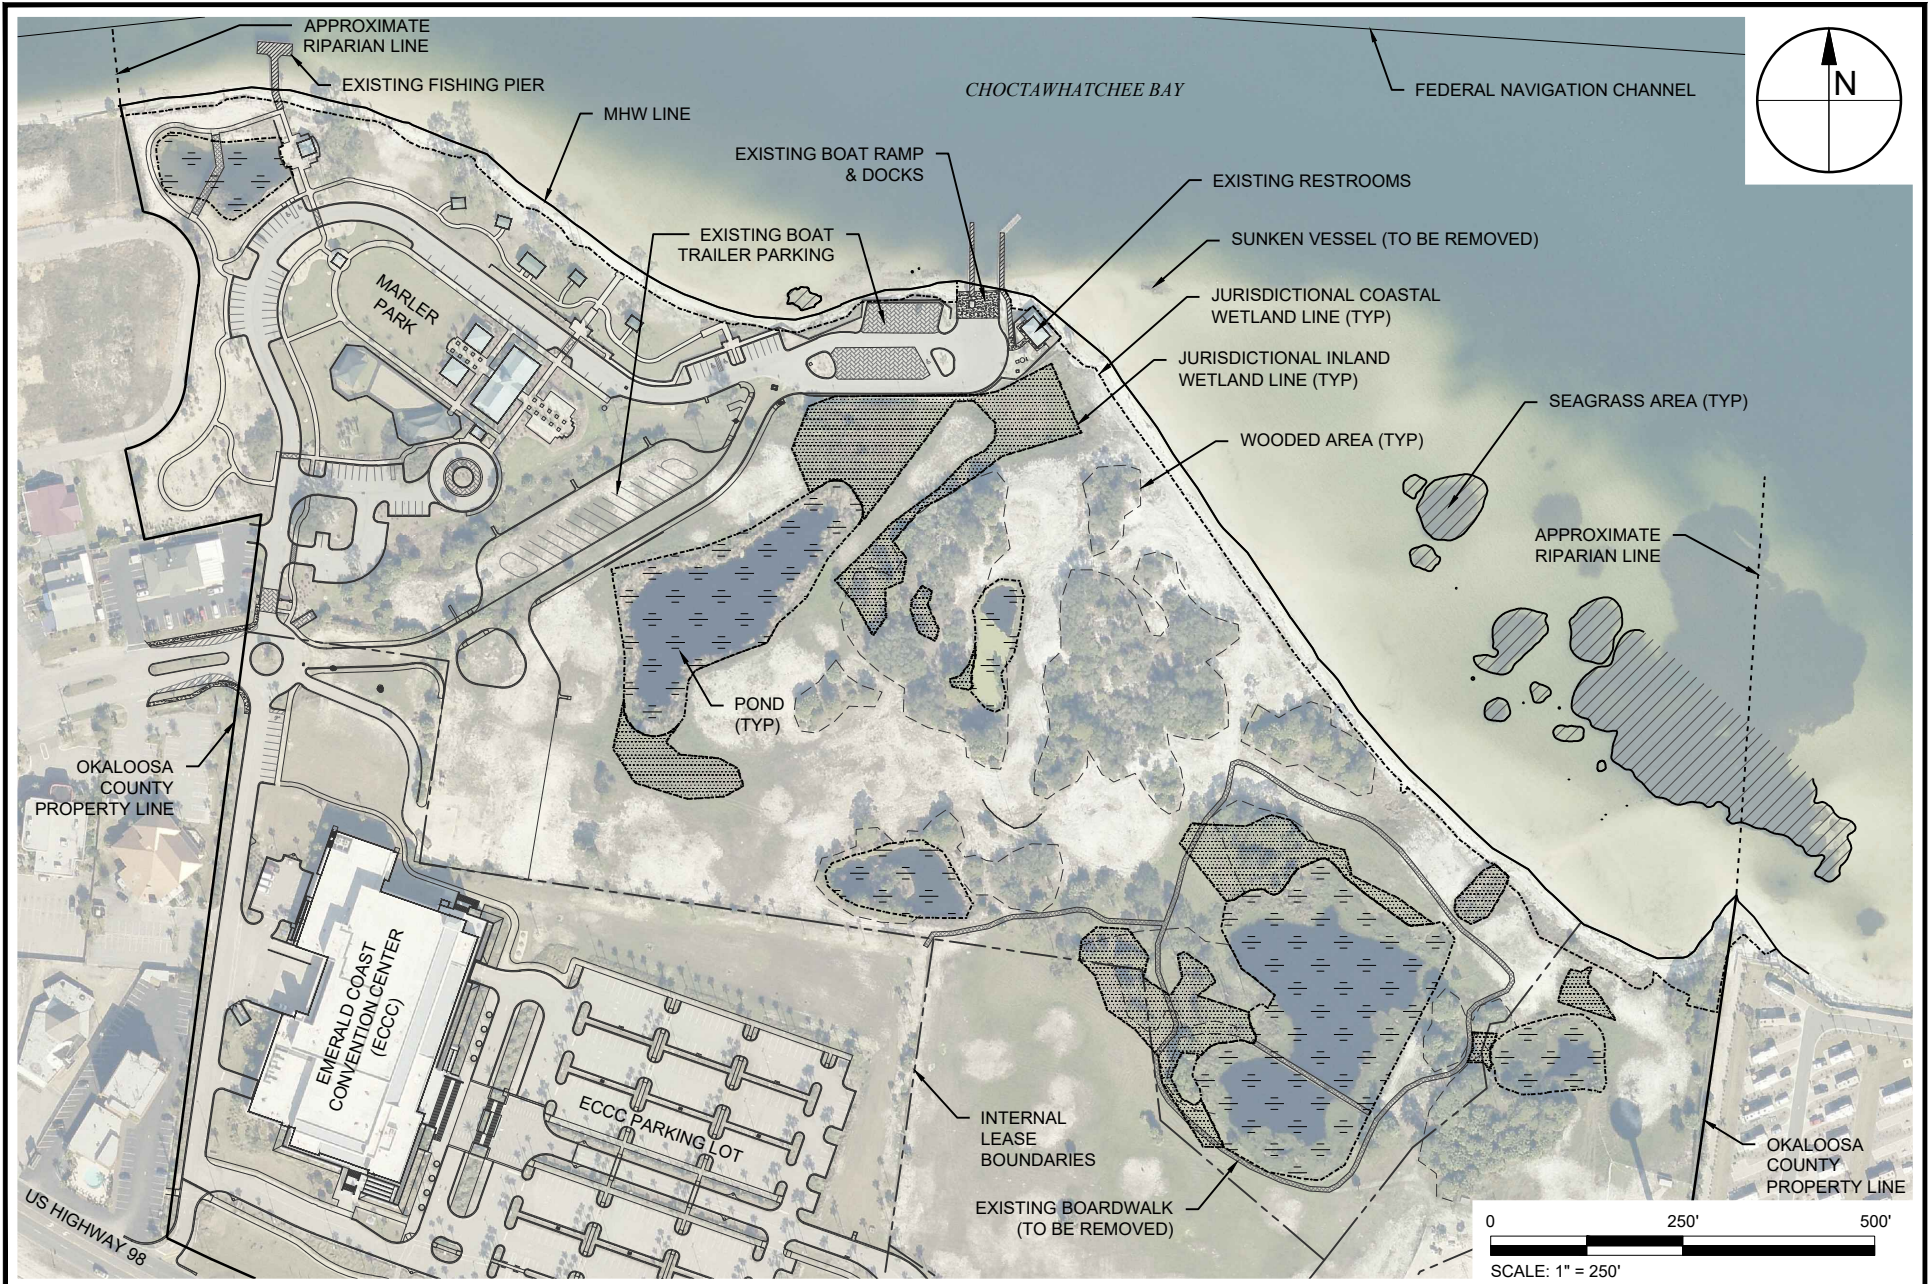 APPROXIMATE
RIPARIAN LINE
EXISTING FISHING PIER
MHW LINE
CHOCTAWHATCHEE BAY
FEDERAL NAVIGATION CHANNEL
N
EXISTING BOAT RAMP
& DOCKS
EXISTING RESTROOMS
EXISTING BOAT
TRAILER PARKING
SUNKEN VESSEL (TO BE REMOVED)
MARLER
PARK
JURISDICTIONAL COASTAL
WETLAND LINE (TYP)
JURISDICTIONAL INLAND
WETLAND LINE (TYP)
SEAGRASS AREA (TYP)
WOODED AREA (TYP)
APPROXIMATE
RIPARIAN LINE
POND
(TYP)
OKALOOSA
COUNTY
PROPERTY LINE
EMERALD COAST
CONVENTION CENTER
(ECCC)
ECCC PARKING LOT
INTERNAL
LEASE
BOUNDARIES
OKALOOSA
COUNTY
PROPERTY LINE
EXISTING BOARDWALK
(TO BE REMOVED)
US HIGHWAY 98
0 250' 500'
SCALE: 1" = 250'